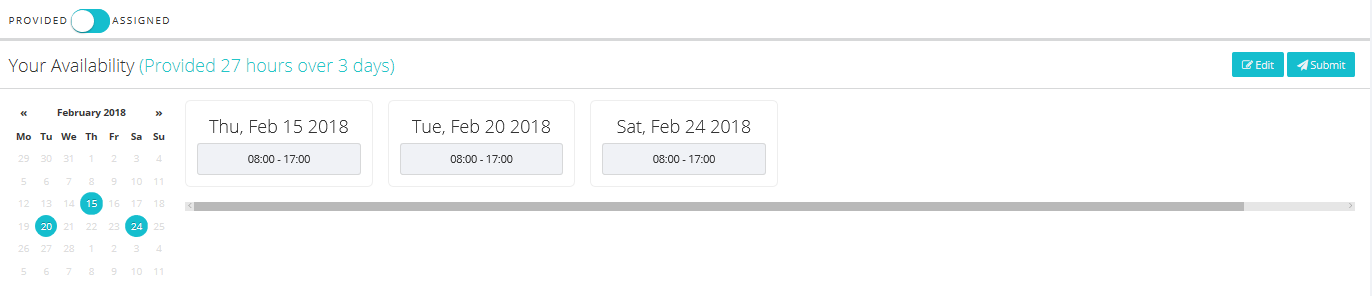 PROVIDED ASSIGNED
Your Availability (Provided 27 hours over 3 days)
Edit Submit
« February 2018 »
Mo Tu We Th Fr Sa Su
29 30 31 1 2 3 4
5 6 7 8 9 10 11
12 13 14 15 16 17 18
19 20 21 22 23 24 25
26 27 28 1 2 3 4
5 6 7 8 9 10 11
Thu, Feb 15 2018
08:00 - 17:00
Tue, Feb 20 2018
08:00 - 17:00
Sat, Feb 24 2018
08:00 - 17:00